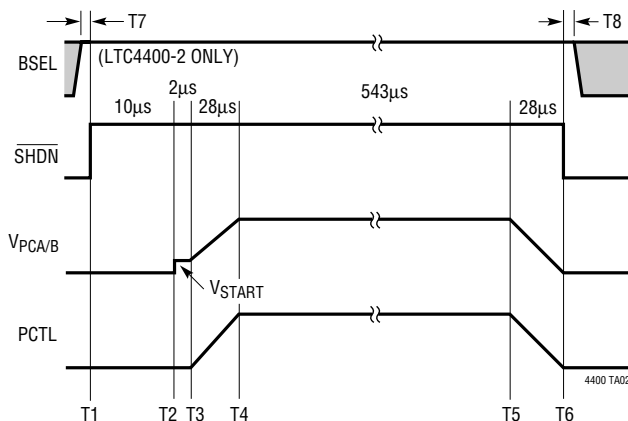 T7
T8
BSEL
(LTC4400-2 ONLY)
2µs
10µs
28µs
543µs
28µs
SHDN
VPCA/B
VSTART
PCTL
4400 TA02
T1
T2
T3
T4
T5
T6